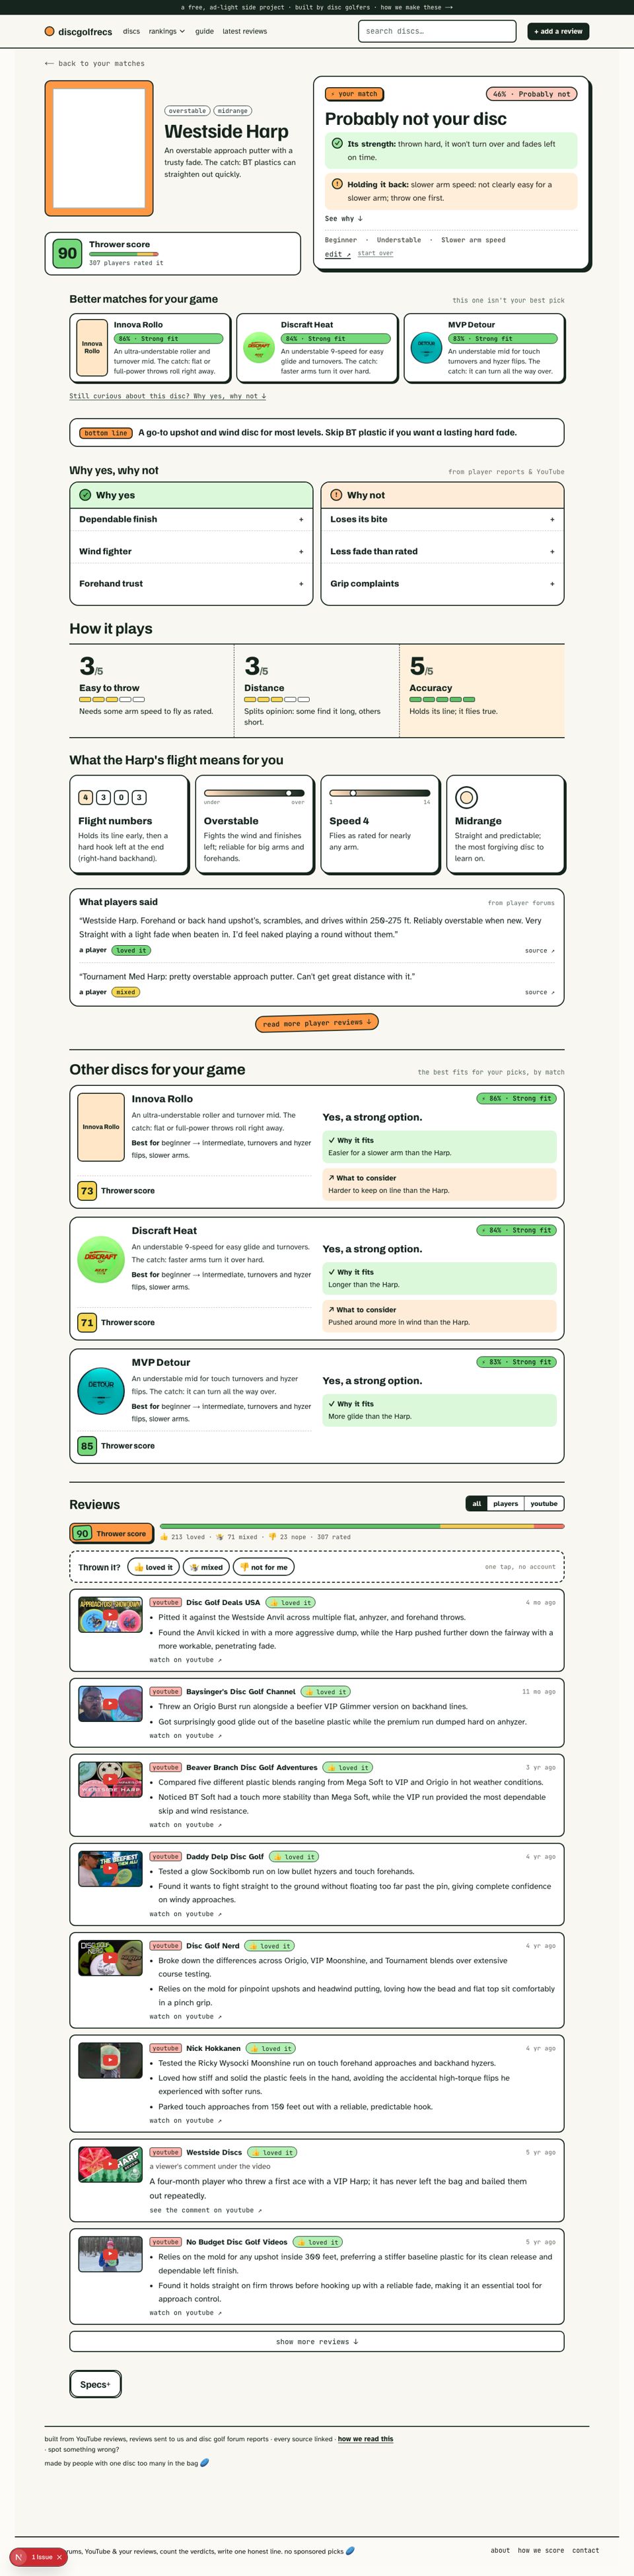 a free, ad-light side project · built by disc golfers · how we make these →
discgolfrecs
discs
rankings
guide
latest reviews
search discs…
+ add a review
← back to your matches
overstable
midrange
Westside Harp
An overstable approach putter with a
trusty fade. The catch: BT plastics can
straighten out quickly.
90
Thrower score
307 players rated it
⚡ your match
46% · Probably not
Probably not your disc
Its strength: thrown hard, it won't turn over and fades left
on time.
Holding it back: slower arm speed: not clearly easy for a
slower arm; throw one first.
See why ↓
Beginner · Understable · Slower arm speed
edit ↗
start over
Better matches for your game
this one isn't your best pick
Innova
Rollo
Innova Rollo
86% · Strong fit
An ultra-understable roller and
turnover mid. The catch: flat or
full-power throws roll right away.
Discraft Heat
84% · Strong fit
An understable 9-speed for easy
glide and turnovers. The catch:
faster arms turn it over hard.
MVP Detour
83% · Strong fit
An understable mid for touch
turnovers and hyzer flips. The
catch: it can turn all the way over.
Still curious about this disc? Why yes, why not ↓
bottom line
A go-to upshot and wind disc for most levels. Skip BT plastic if you want a lasting hard fade.
Why yes, why not
from player reports & YouTube
Why yes
Dependable finish
+
Wind fighter
+
Forehand trust
+
Why not
Loses its bite
+
Less fade than rated
+
Grip complaints
+
How it plays
3/5
Easy to throw
Needs some arm speed to fly as rated.
3/5
Distance
Splits opinion: some find it long, others
short.
5/5
Accuracy
Holds its line; it flies true.
What the Harp's flight means for you
4 3 0 3
Flight numbers
Holds its line early, then a
hard hook left at the end
(right-hand backhand).
under over
Overstable
Fights the wind and finishes
left; reliable for big arms and
forehands.
1 14
Speed 4
Flies as rated for nearly
any arm.
Midrange
Straight and predictable;
the most forgiving disc to
learn on.
What players said
from player forums
“Westside Harp. Forehand or back hand upshot's, scrambles, and drives within 250-275 ft. Reliably overstable when new. Very
Straight with a light fade when beaten in. I'd feel naked playing a round without them.”
a player
loved it
source ↗
“Tournament Med Harp: pretty overstable approach putter. Can't get great distance with it.”
a player
mixed
source ↗
read more player reviews ↓
Other discs for your game
the best fits for your picks, by match
Innova Rollo
Innova Rollo
An ultra-understable roller and turnover mid. The
catch: flat or full-power throws roll right away.
Best for beginner → intermediate, turnovers and hyzer
flips, slower arms.
73
Thrower score
⚡ 86% · Strong fit
Yes, a strong option.
✓ Why it fits
Easier for a slower arm than the Harp.
↗ What to consider
Harder to keep on line than the Harp.
Discraft Heat
An understable 9-speed for easy glide and turnovers.
The catch: faster arms turn it over hard.
Best for beginner → intermediate, turnovers and hyzer
flips, slower arms.
71
Thrower score
⚡ 84% · Strong fit
Yes, a strong option.
✓ Why it fits
Longer than the Harp.
↗ What to consider
Pushed around more in wind than the Harp.
MVP Detour
An understable mid for touch turnovers and hyzer
flips. The catch: it can turn all the way over.
Best for beginner → intermediate, turnovers and hyzer
flips, slower arms.
85
Thrower score
⚡ 83% · Strong fit
Yes, a strong option.
✓ Why it fits
More glide than the Harp.
Reviews
all
players
youtube
90
Thrower score
213 loved · 71 mixed · 23 nope · 307 rated
Thrown it?
loved it
mixed
not for me
one tap, no account
youtube
Disc Golf Deals USA
loved it
4 mo ago
• Pitted it against the Westside Anvil across multiple flat, anhyzer, and forehand throws.
• Found the Anvil kicked in with a more aggressive dump, while the Harp pushed further down the fairway with a
more workable, penetrating fade.
watch on youtube ↗
youtube
Baysinger's Disc Golf Channel
loved it
11 mo ago
• Threw an Origio Burst run alongside a beefier VIP Glimmer version on backhand lines.
• Got surprisingly good glide out of the baseline plastic while the premium run dumped hard on anhyzer.
watch on youtube ↗
youtube
Beaver Branch Disc Golf Adventures
loved it
3 yr ago
• Compared five different plastic blends ranging from Mega Soft to VIP and Origio in hot weather conditions.
• Noticed BT Soft had a touch more stability than Mega Soft, while the VIP run provided the most dependable
skip and wind resistance.
watch on youtube ↗
youtube
Daddy Delp Disc Golf
loved it
4 yr ago
• Tested a glow Sockibomb run on low bullet hyzers and touch forehands.
• Found it wants to fight straight to the ground without floating too far past the pin, giving complete confidence
on windy approaches.
watch on youtube ↗
youtube
Disc Golf Nerd
loved it
4 yr ago
• Broke down the differences across Origio, VIP Moonshine, and Tournament blends over extensive
course testing.
• Relies on the mold for pinpoint upshots and headwind putting, loving how the bead and flat top sit comfortably
in a pinch grip.
watch on youtube ↗
youtube
Nick Hokkanen
loved it
4 yr ago
• Tested the Ricky Wysocki Moonshine run on touch forehand approaches and backhand hyzers.
• Loved how stiff and solid the plastic feels in the hand, avoiding the accidental high-torque flips he
experienced with softer runs.
• Parked touch approaches from 150 feet out with a reliable, predictable hook.
watch on youtube ↗
youtube
Westside Discs
loved it
5 yr ago
a viewer's comment under the video
A four-month player who threw a first ace with a VIP Harp; it has never left the bag and bailed them
out repeatedly.
see the comment on youtube ↗
youtube
No Budget Disc Golf Videos
loved it
5 yr ago
• Relies on the mold for any upshot inside 300 feet, preferring a stiffer baseline plastic for its clean release and
dependable left finish.
• Found it holds straight on firm throws before hooking up with a reliable fade, making it an essential tool for
approach control.
watch on youtube ↗
show more reviews ↓
Specs+
built from YouTube reviews, reviews sent to us and disc golf forum reports · every source linked · how we read this
· spot something wrong?
made by people with one disc too many in the bag
N 1 Issue ×
rums, YouTube & your reviews, count the verdicts, write one honest line. no sponsored picks
about
how we score
contact